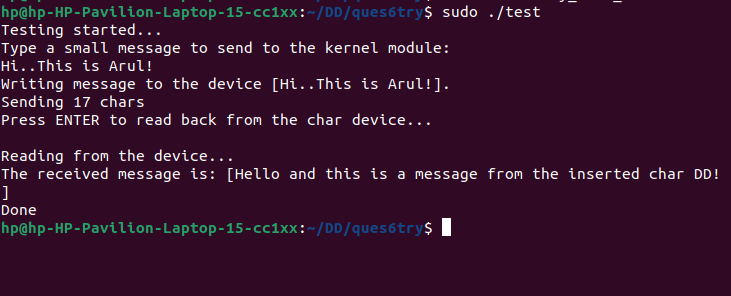 hp@hp-HP-Pavilion-Laptop-15-cc1xx:~/DD/ques6try$ sudo ./test
Testing started...
Type a small message to send to the kernel module:
Hi..This is Arul!
Writing message to the device [Hi..This is Arul!].
Sending 17 chars
Press ENTER to read back from the char device...
Reading from the device...
The received message is: [Hello and this is a message from the inserted char DD!
]
Done
hp@hp-HP-Pavilion-Laptop-15-cc1xx:~/DD/ques6try$